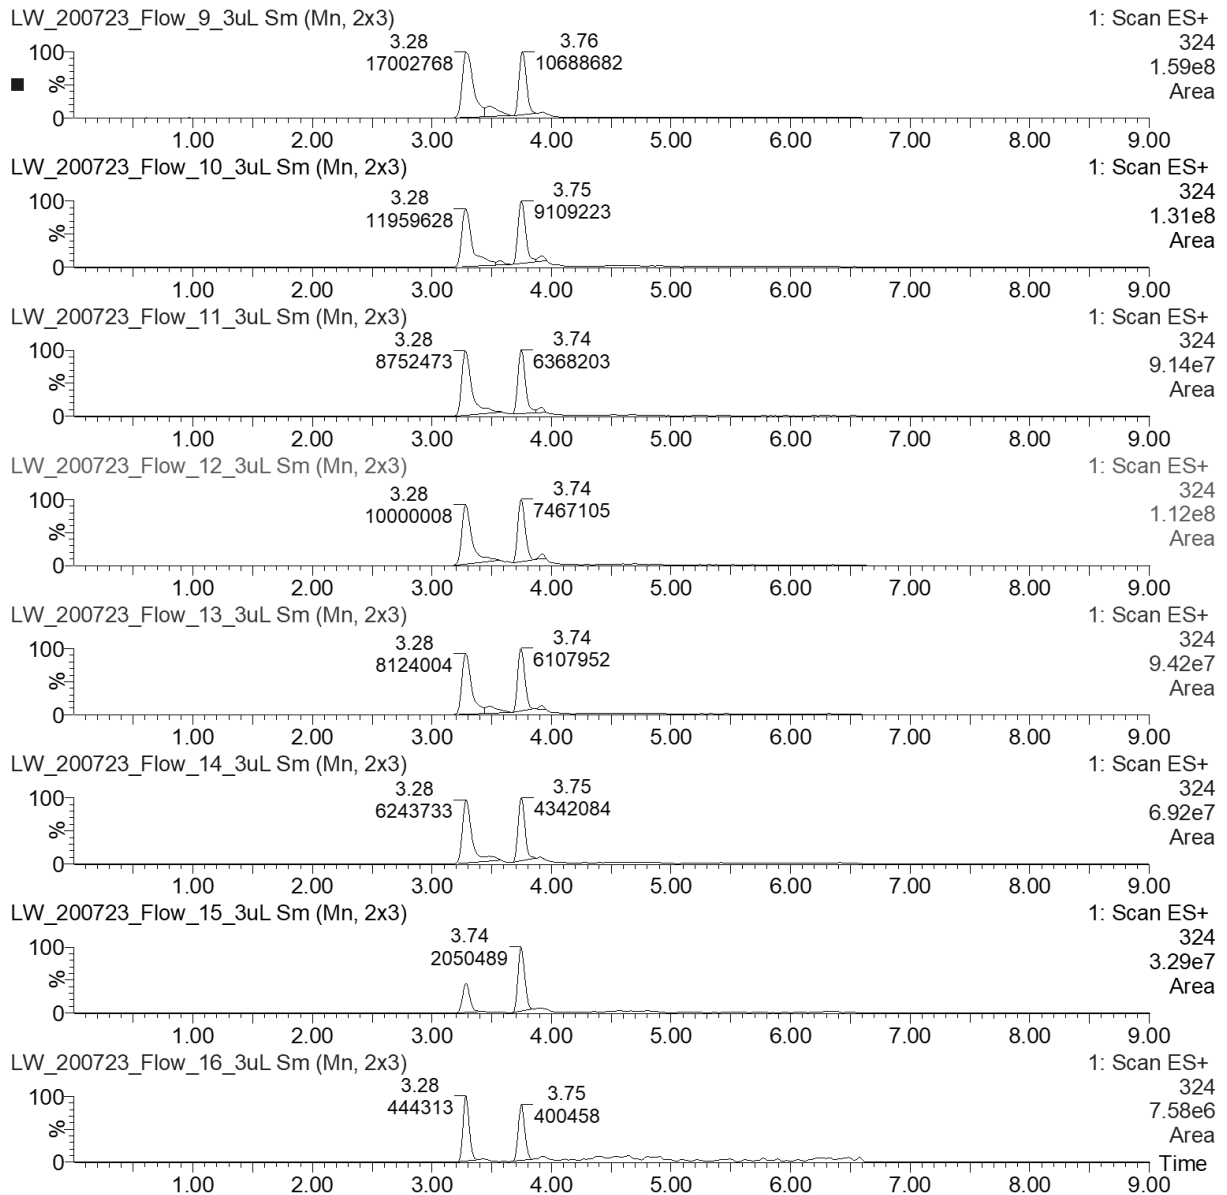 LW_200723_Flow_9_3uL Sm (Mn, 2x3) 1: Scan ES+
3.28 3.76 324
100 17002768 10688682 1.59e8
% Area
0
1.00 2.00 3.00 4.00 5.00 6.00 7.00 8.00 9.00
LW_200723_Flow_10_3uL Sm (Mn, 2x3) 1: Scan ES+
3.28 3.75 324
100 11959628 9109223 1.31e8
% Area
0
1.00 2.00 3.00 4.00 5.00 6.00 7.00 8.00 9.00
LW_200723_Flow_11_3uL Sm (Mn, 2x3) 1: Scan ES+
3.28 3.74 324
100 8752473 6368203 9.14e7
% Area
0
1.00 2.00 3.00 4.00 5.00 6.00 7.00 8.00 9.00
LW_200723_Flow_12_3uL Sm (Mn, 2x3) 1: Scan ES+
3.28 3.74 324
100 10000008 7467105 1.12e8
% Area
0
1.00 2.00 3.00 4.00 5.00 6.00 7.00 8.00 9.00
LW_200723_Flow_13_3uL Sm (Mn, 2x3) 1: Scan ES+
3.28 3.74 324
100 8124004 6107952 9.42e7
% Area
0
1.00 2.00 3.00 4.00 5.00 6.00 7.00 8.00 9.00
LW_200723_Flow_14_3uL Sm (Mn, 2x3) 1: Scan ES+
3.28 3.75 324
100 6243733 4342084 6.92e7
% Area
0
1.00 2.00 3.00 4.00 5.00 6.00 7.00 8.00 9.00
LW_200723_Flow_15_3uL Sm (Mn, 2x3) 1: Scan ES+
3.74 324
100 2050489 3.29e7
% Area
0
1.00 2.00 3.00 4.00 5.00 6.00 7.00 8.00 9.00
LW_200723_Flow_16_3uL Sm (Mn, 2x3) 1: Scan ES+
3.28 3.75 324
100 444313 400458 7.58e6
% Area
0 Time
1.00 2.00 3.00 4.00 5.00 6.00 7.00 8.00 9.00